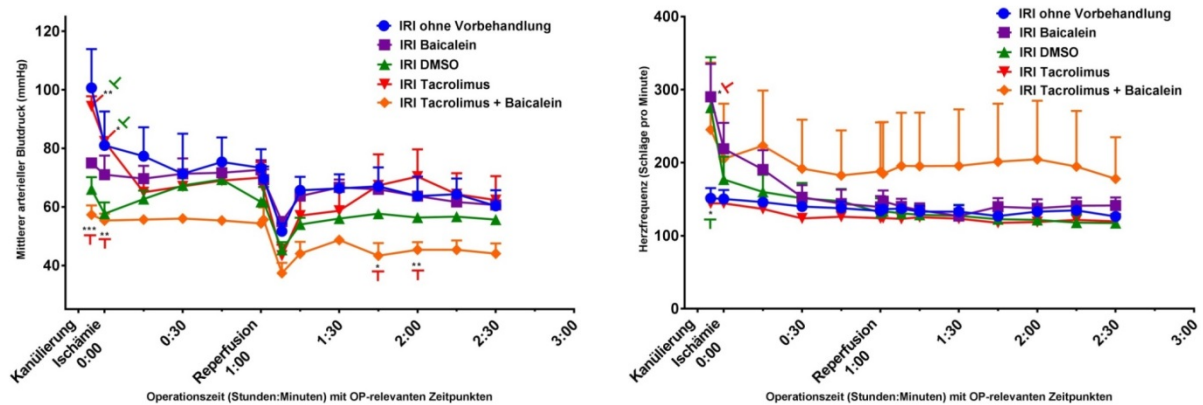 Mittlerer arterieller Blutdruck (mmHg)
120
100
80
60
40
IRI ohne Vorbehandlung
IRI Baicalein
IRI DMSO
IRI Tacrolimus
IRI Tacrolimus + Baicalein
**
*
***
**
*
**
Kanülierung
Ischämie
0:00
0:30
Reperfusion
1:00
1:30
2:00
2:30
3:00
Operationszeit (Stunden:Minuten) mit OP-relevanten Zeitpunkten
Herzfrequenz (Schläge pro Minute)
400
300
200
100
0
IRI ohne Vorbehandlung
IRI Baicalein
IRI DMSO
IRI Tacrolimus
IRI Tacrolimus + Baicalein
*
*
Kanülierung
Ischämie
0:00
0:30
Reperfusion
1:00
1:30
2:00
2:30
3:00
Operationszeit (Stunden:Minuten) mit OP-relevanten Zeitpunkten